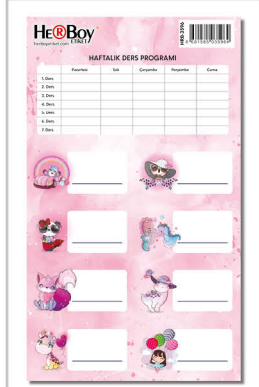 HERBOY
ETİKET
herboyetiket.com
HRB-3396
HAFTALIK DERS PROGRAMI
Pazartesi Salı Çarşamba Perşembe Cuma
1. Ders
2. Ders
3. Ders
4. Ders
5. Ders
6. Ders
7. Ders